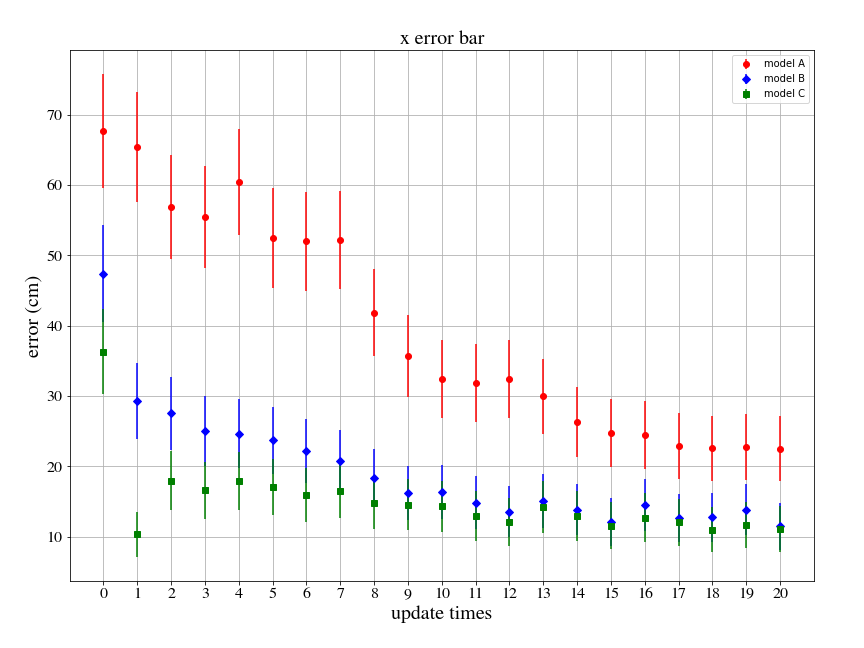 x error bar
model A
model B
model C
70
60
50
40
30
20
10
error (cm)
0 1 2 3 4 5 6 7 8 9 10 11 12 13 14 15 16 17 18 19 20
update times